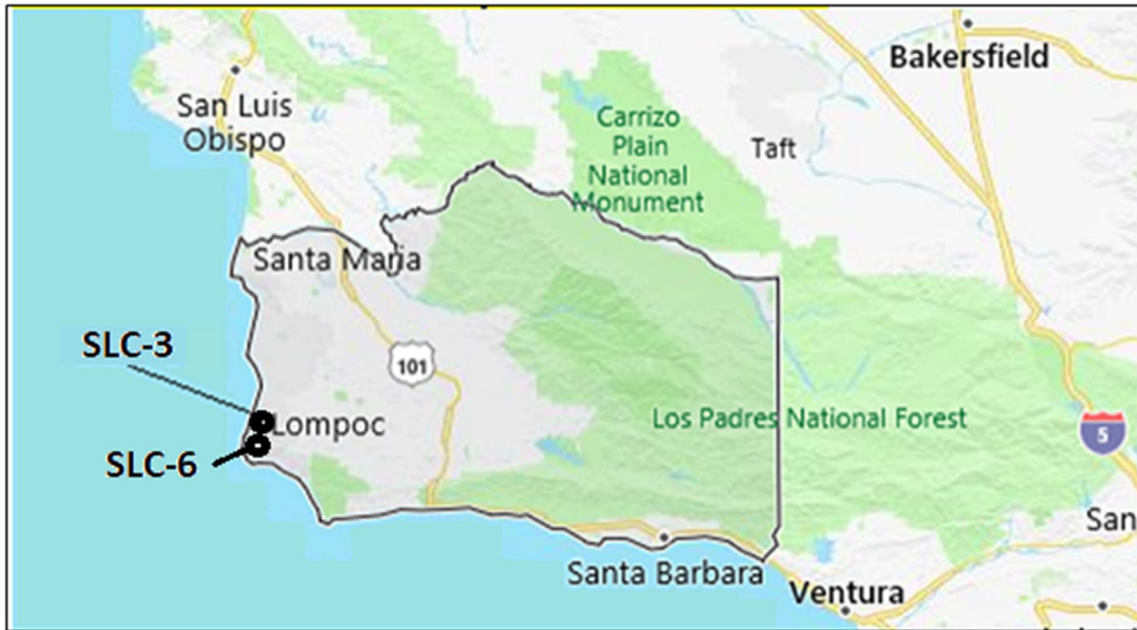 Bakersfield
San Luis
Obispo
Carrizo
Plain
National
Monument
Taft
Santa Maria
SLC-3
101
Lompoc
Los Padres National Forest
5
SLC-6
San
Santa Barbara
Ventura